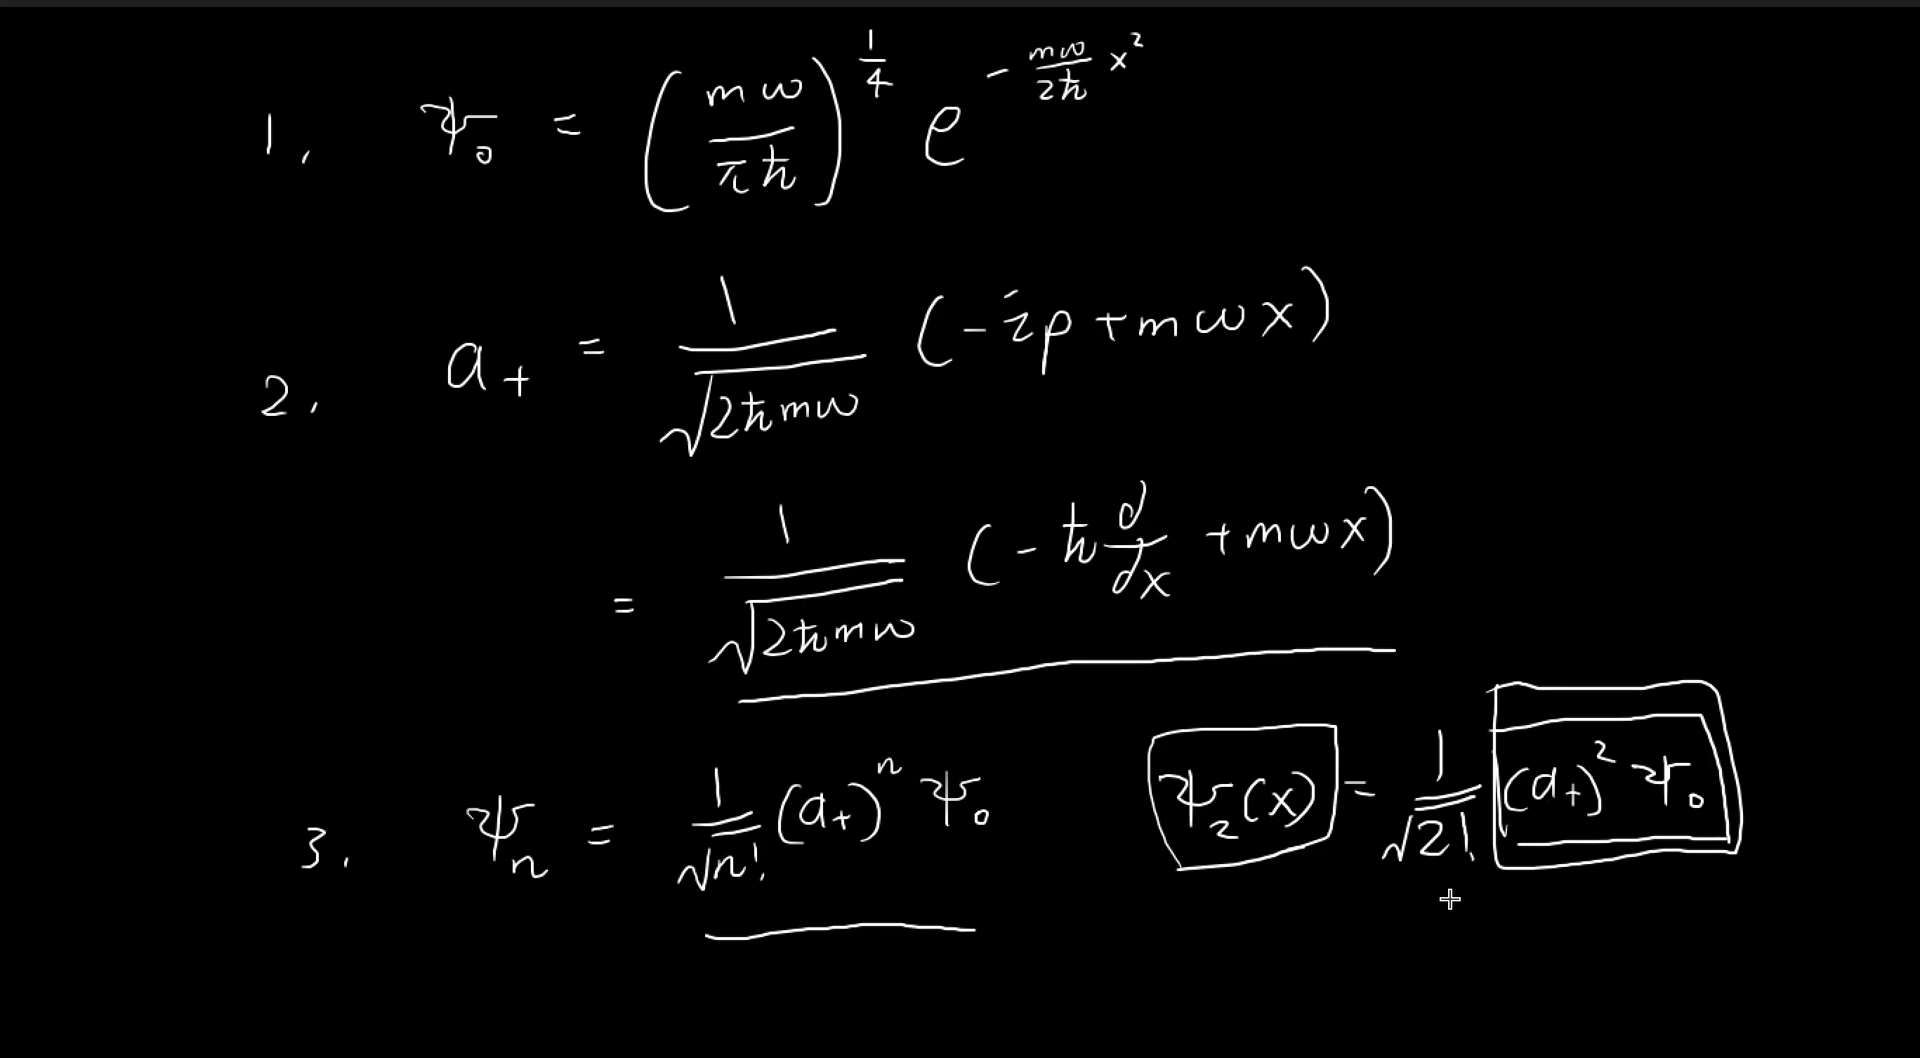 1. ψ₀ = (mω/πℏ)^(1/4) e^(-(mω/2ℏ) x²)
2. a₊ = 1/√(2ℏmω) (-ip + mωx)
= 1/√(2ℏmω) (-ℏ d/dx + mωx)
3. ψₙ = 1/√(n!) (a₊)ⁿ ψ₀
ψ₂(x) = 1/√(2!) (a₊)² ψ₀